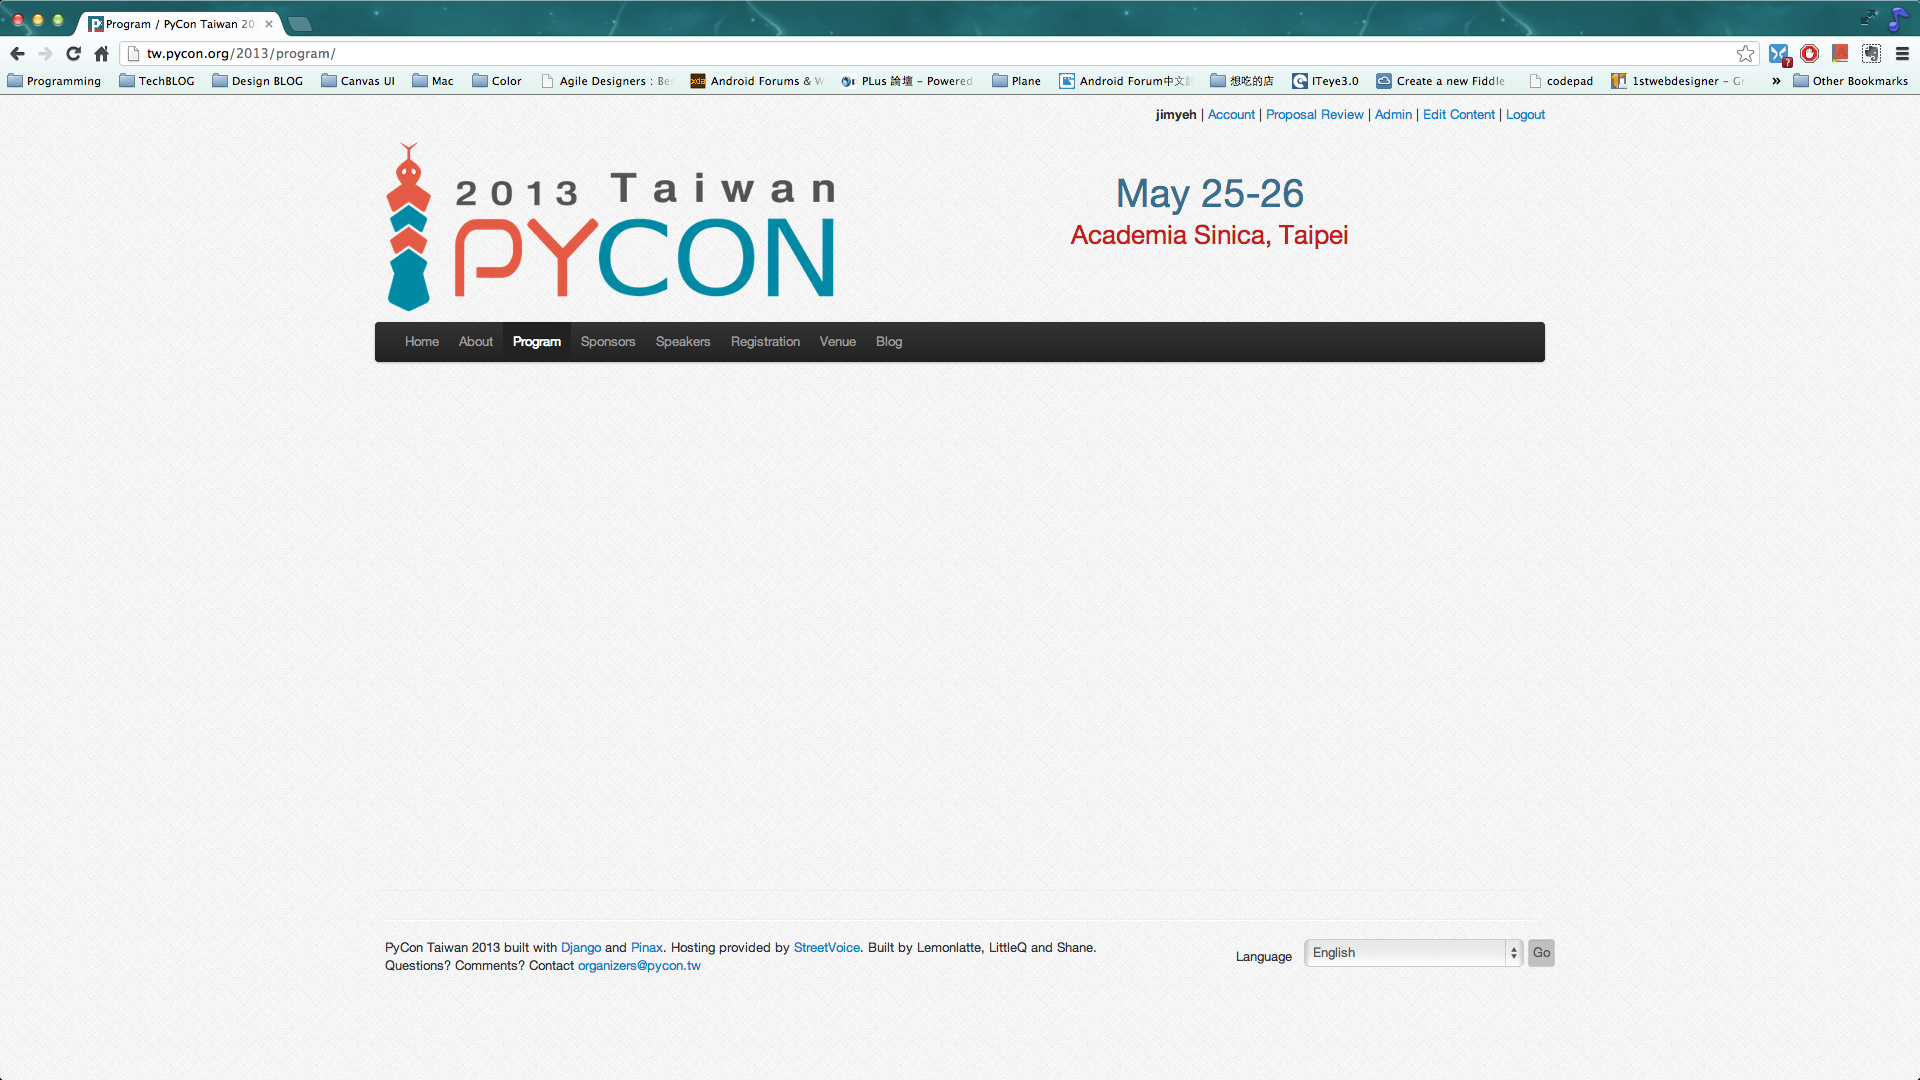 Program / PyCon Taiwan 20
tw.pycon.org/2013/program/
Programming TechBLOG Design BLOG Canvas UI Mac Color Agile Designers : Bes Android Forums & W PLus 論壇 – Powered Plane Android Forum中文 想吃的店 ITeye3.0 Create a new Fiddle codepad 1stwebdesigner – Gr » Other Bookmarks
jimyeh | Account | Proposal Review | Admin | Edit Content | Logout
2013 Taiwan
PYCON
May 25-26
Academia Sinica, Taipei
Home About Program Sponsors Speakers Registration Venue Blog
PyCon Taiwan 2013 built with Django and Pinax. Hosting provided by StreetVoice. Built by Lemonlatte, LittleQ and Shane.
Questions? Comments? Contact organizers@pycon.tw
Language English Go